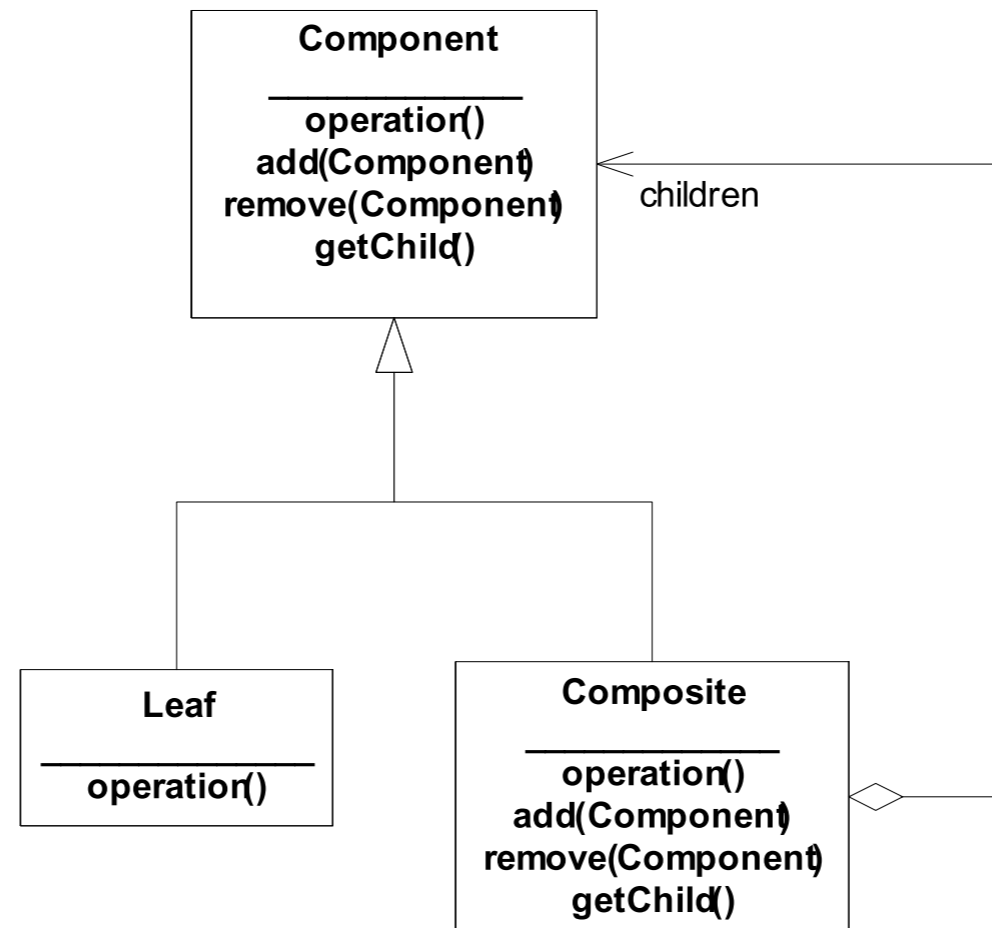 Component
operation()
add(Component)
remove(Component)
getChild()
children
Leaf
operation()
Composite
operation()
add(Component)
remove(Component)
getChild()